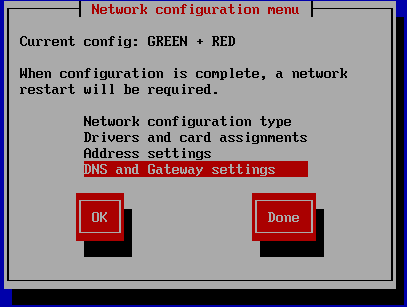 Network configuration menu
Current config: GREEN + RED
When configuration is complete, a network
restart will be required.
Network configuration type
Drivers and card assignments
Address settings
DNS and Gateway settings
OK
Done